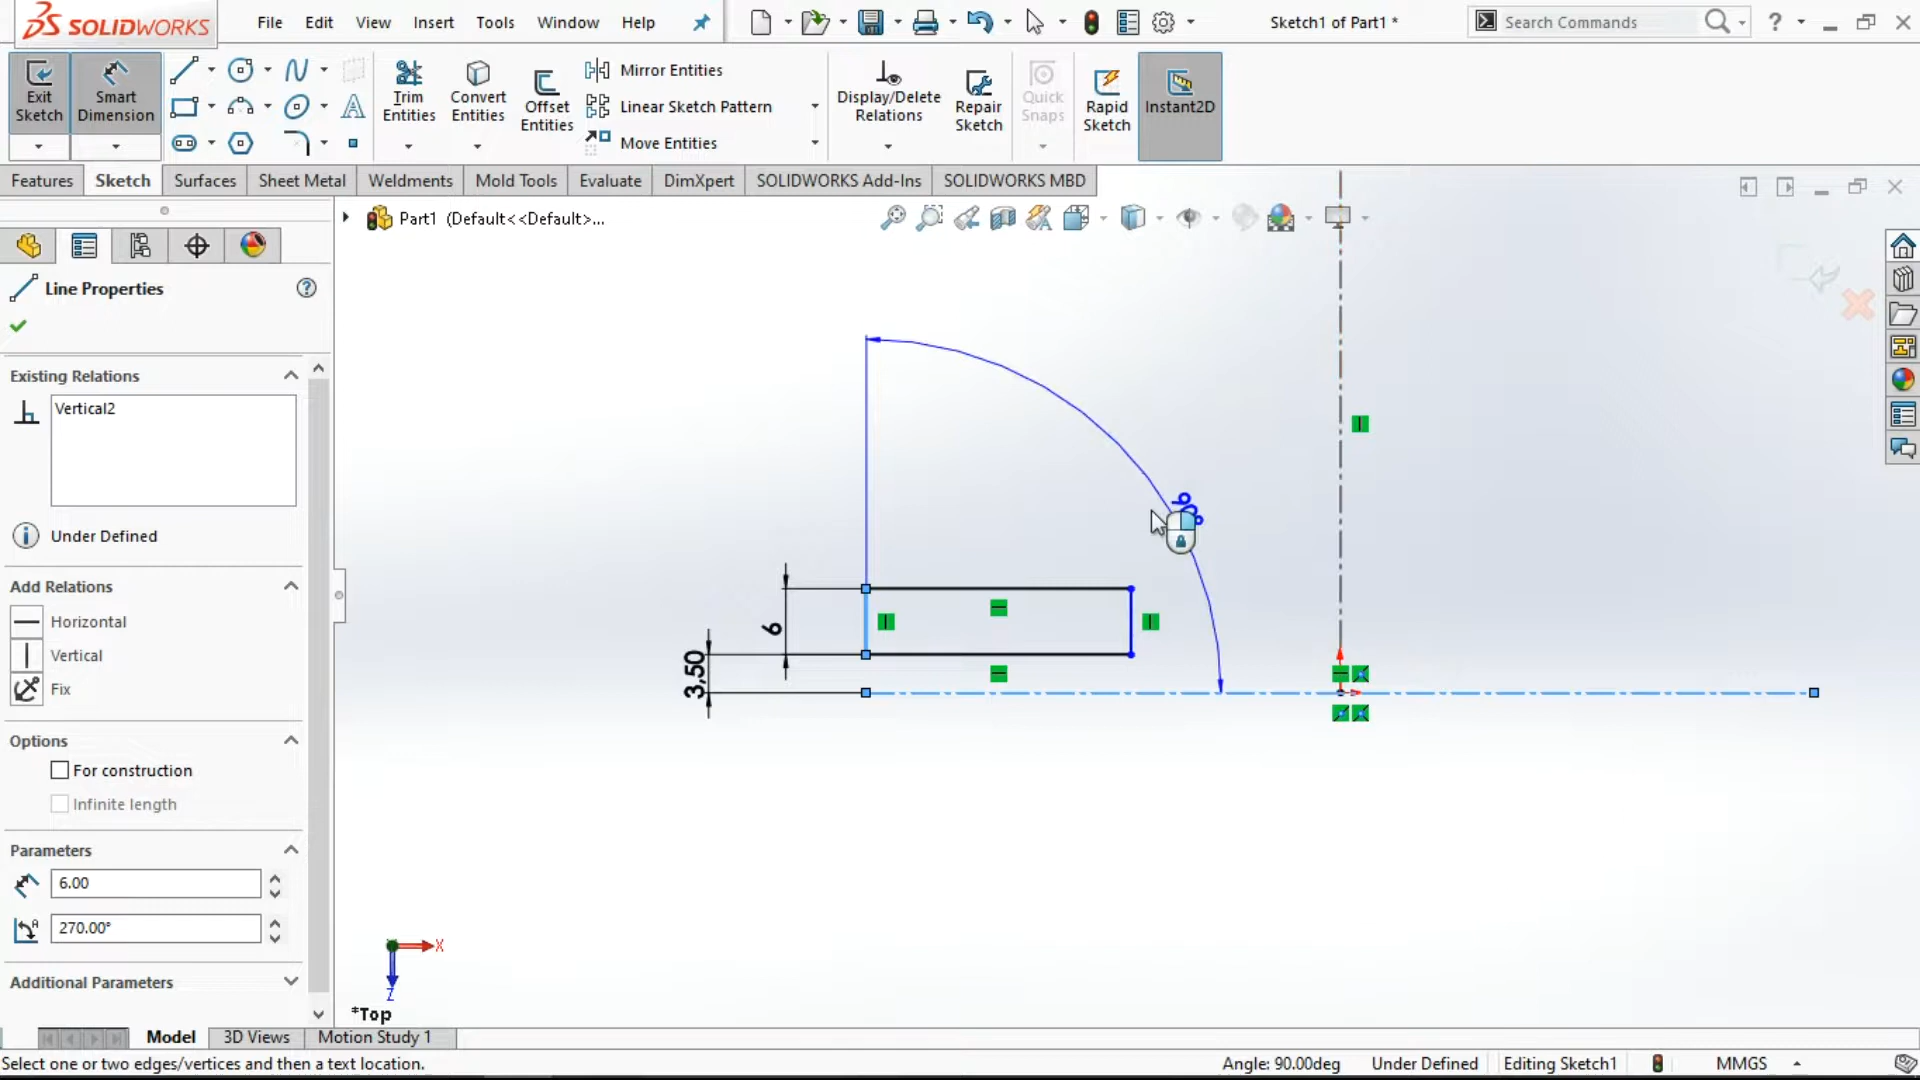 SOLIDWORKS
File Edit View Insert Tools Window Help
Sketch1 of Part1 *
Search Commands
?
Exit Sketch
Smart Dimension
Trim Entities
Convert Entities
Offset Entities
Mirror Entities
Linear Sketch Pattern
Move Entities
Display/Delete Relations
Repair Sketch
Quick Snaps
Rapid Sketch
Instant2D
Features Sketch Surfaces Sheet Metal Weldments Mold Tools Evaluate DimXpert SOLIDWORKS Add-Ins SOLIDWORKS MBD
Part1 (Default<<Default>...
Line Properties
?
Existing Relations
Vertical2
Under Defined
Add Relations
Horizontal
Vertical
Fix
Options
For construction
Infinite length
Parameters
6.00
270.00°
Additional Parameters
6
3,50
X
Z
*Top
Model 3D Views Motion Study 1
Select one or two edges/vertices and then a text location.
Angle: 90.00deg Under Defined Editing Sketch1 MMGS